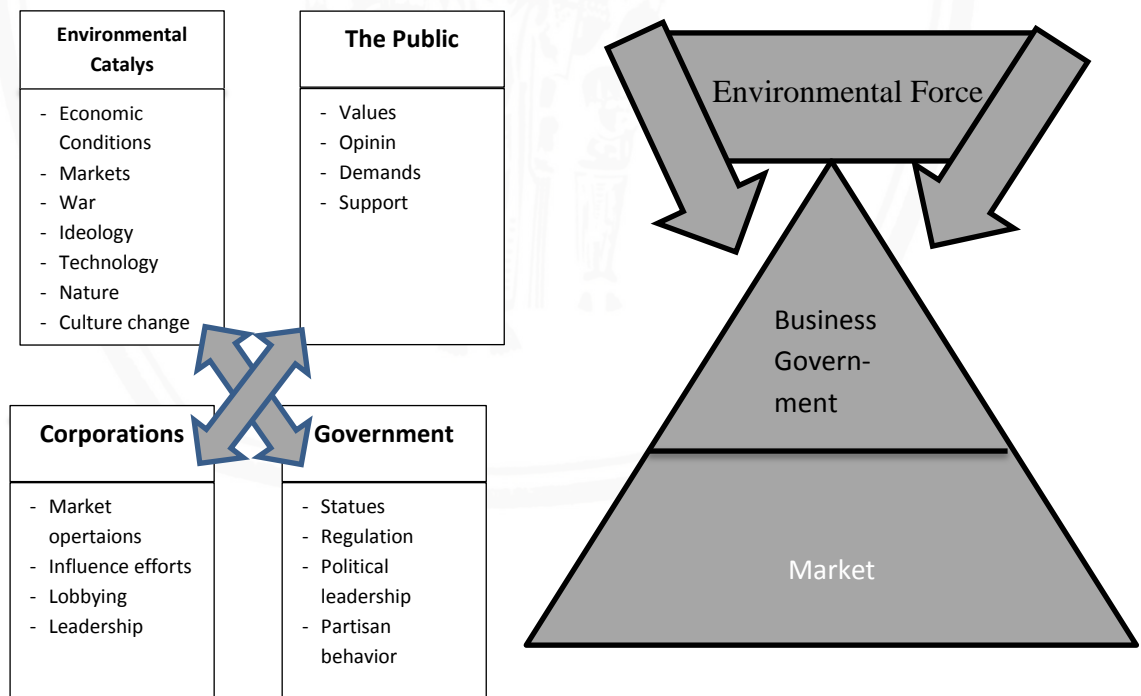 Environmental
Catalys
- Economic
Conditions
- Markets
- War
- Ideology
- Technology
- Nature
- Culture change
The Public
- Values
- Opinin
- Demands
- Support
Corporations
- Market
opertaions
- Influence efforts
- Lobbying
- Leadership
Government
- Statues
- Regulation
- Political
leadership
- Partisan
behavior
Environmental Force
Business
Govern-
ment
Market